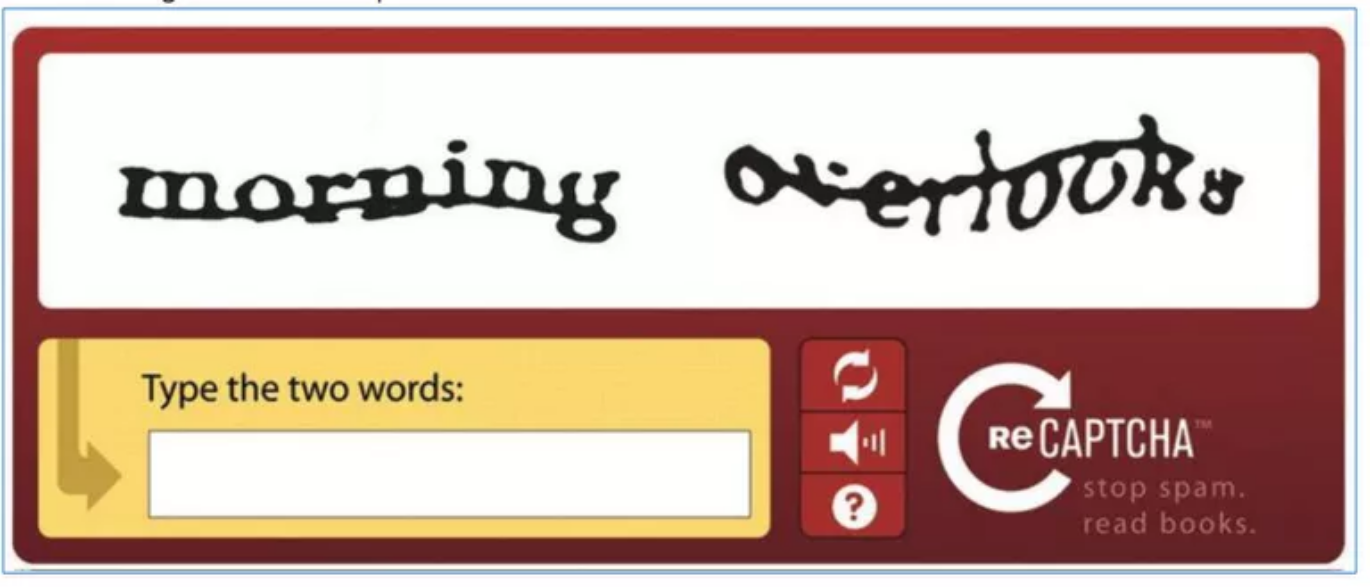 morning overlooks
Type the two words:
ReCAPTCHA™
stop spam.
read books.